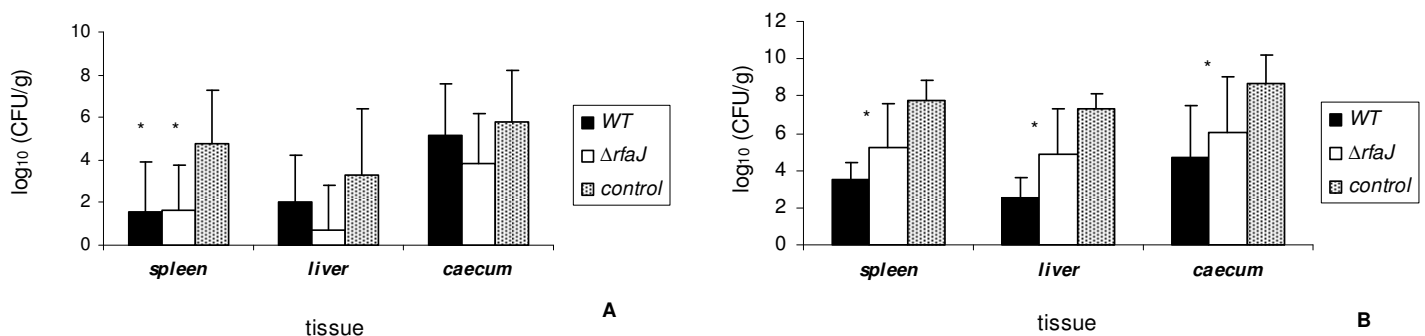 10
8
6
4
2
0
log₁₀ (CFU/g)
*
*
spleen
liver
caecum
tissue
WT
ΔrfaJ
control
A
12
10
8
6
4
2
0
log₁₀ (CFU/g)
*
*
*
spleen
liver
caecum
tissue
WT
ΔrfaJ
control
B